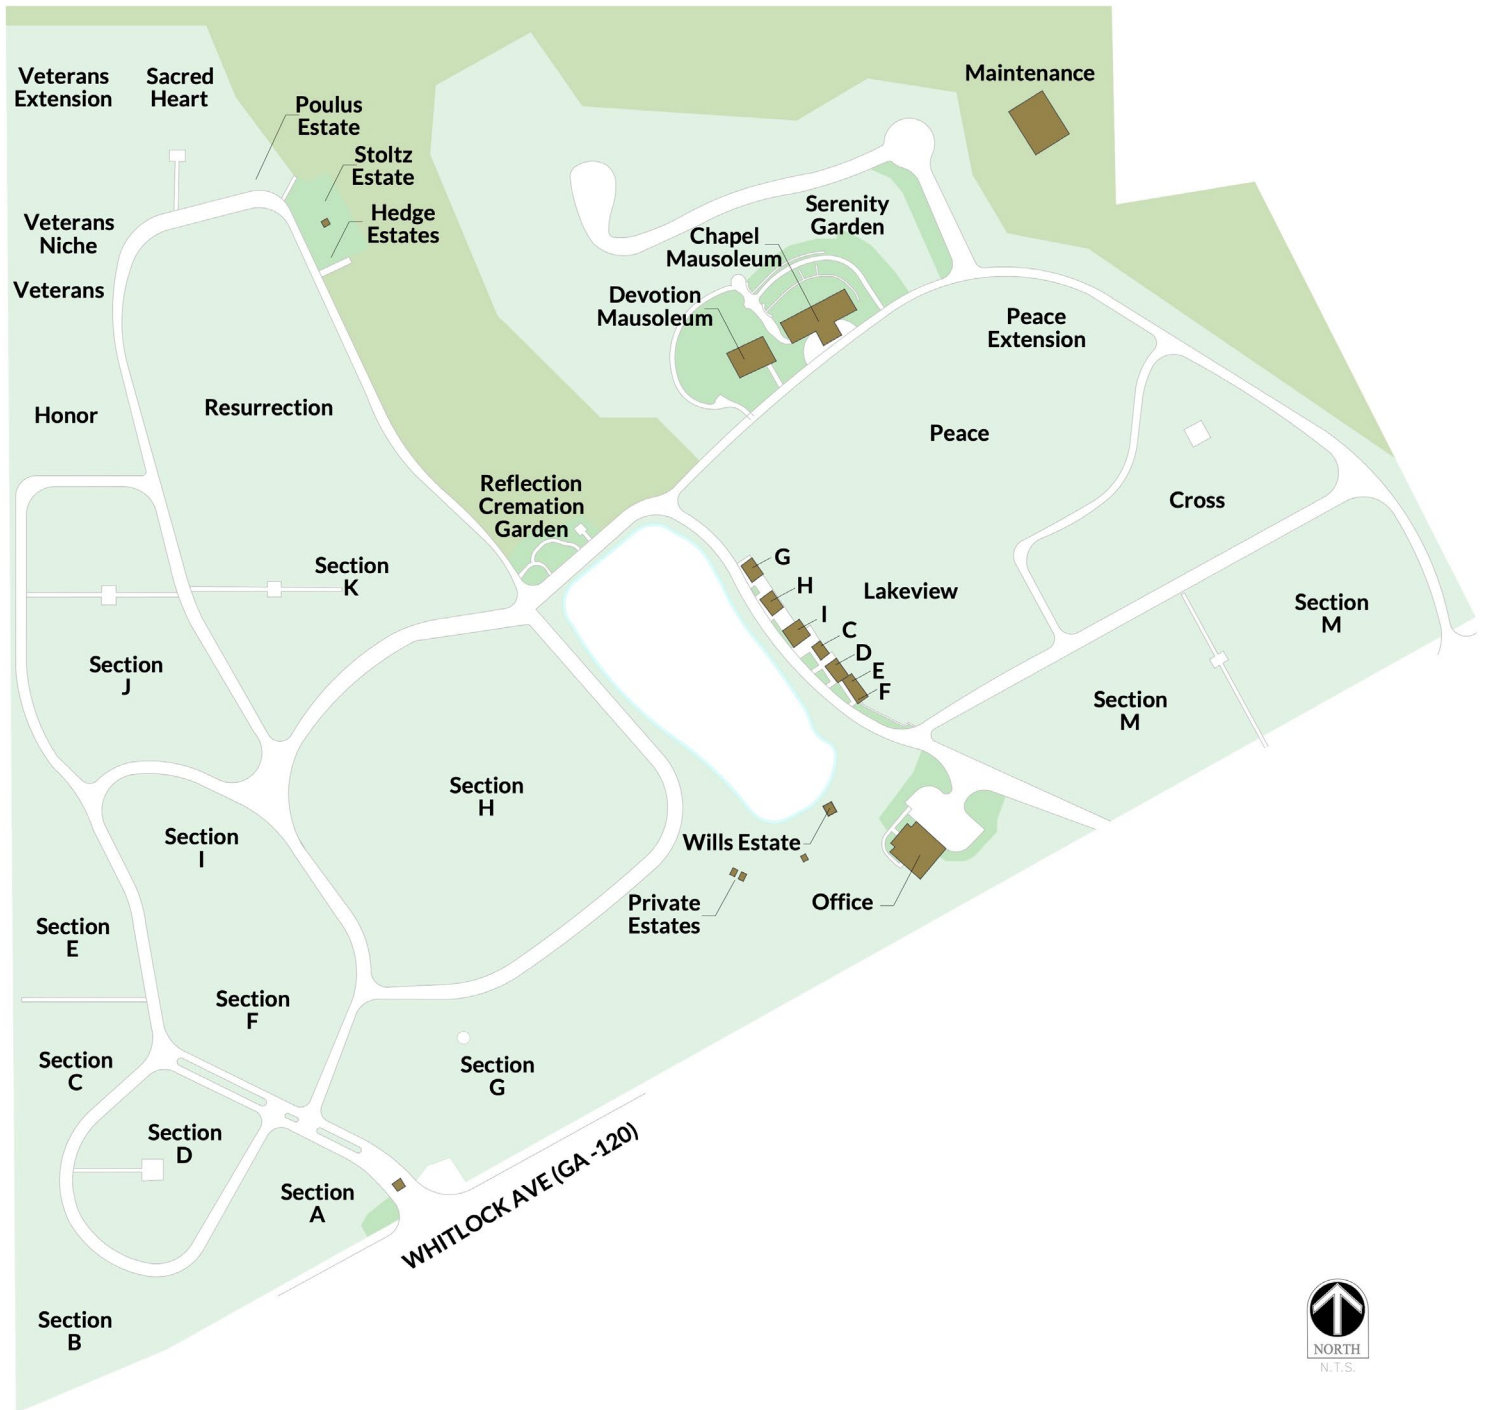 Veterans
Extension
Sacred
Heart
Maintenance
Poulus
Estate
Stoltz
Estate
Hedge
Estates
Veterans
Niche
Veterans
Serenity
Garden
Chapel
Mausoleum
Devotion
Mausoleum
Peace
Extension
Honor
Resurrection
Peace
Reflection
Cremation
Garden
Cross
Section
K
G
H
I
C
D
E
F
Lakeview
Section
M
Section
J
Section
M
Section
H
Section
I
Wills Estate
Private
Estates
Office
Section
E
Section
F
Section
C
Section
G
Section
D
Section
A
WHITLOCK AVE (GA -120)
Section
B
NORTH
N.T.S.